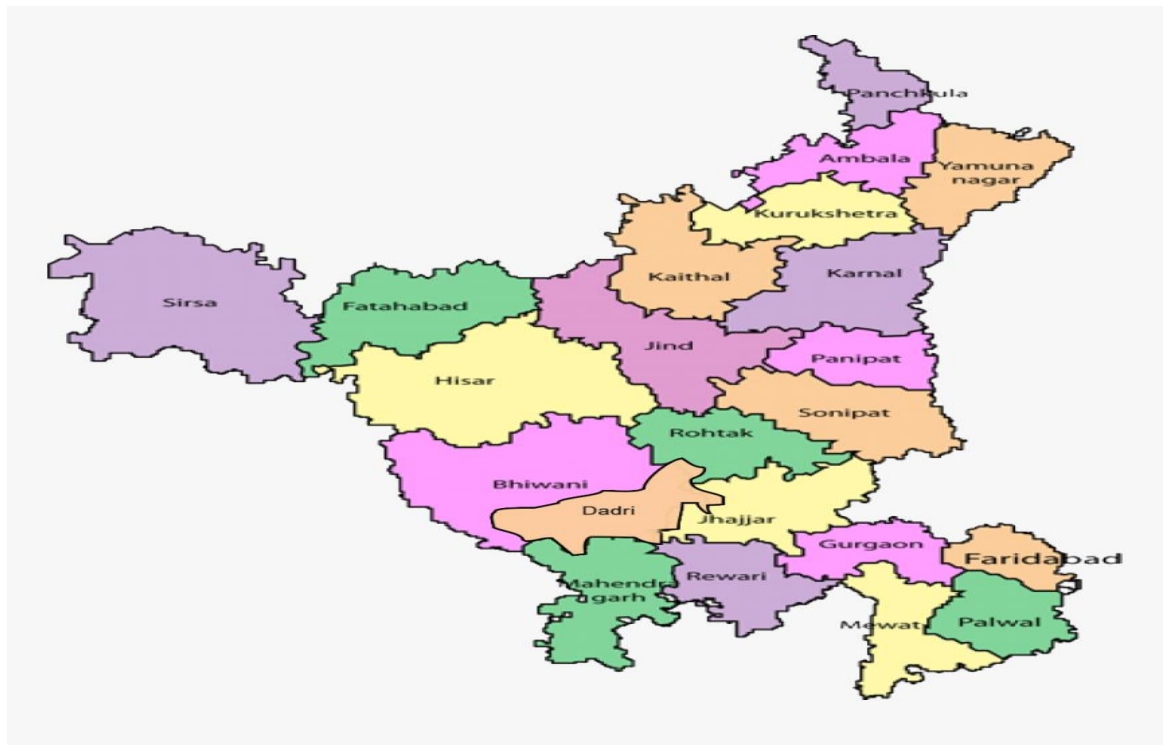 Panchkula
Ambala
Yamuna
nagar
Kurukshetra
Kaithal
Karnal
Sirsa
Fatahabad
Jind
Panipat
Hisar
Sonipat
Rohtak
Bhiwani
Dadri
Jhajjar
Gurgaon
Faridabad
Mahendra
garh
Rewari
Mewat
Palwal